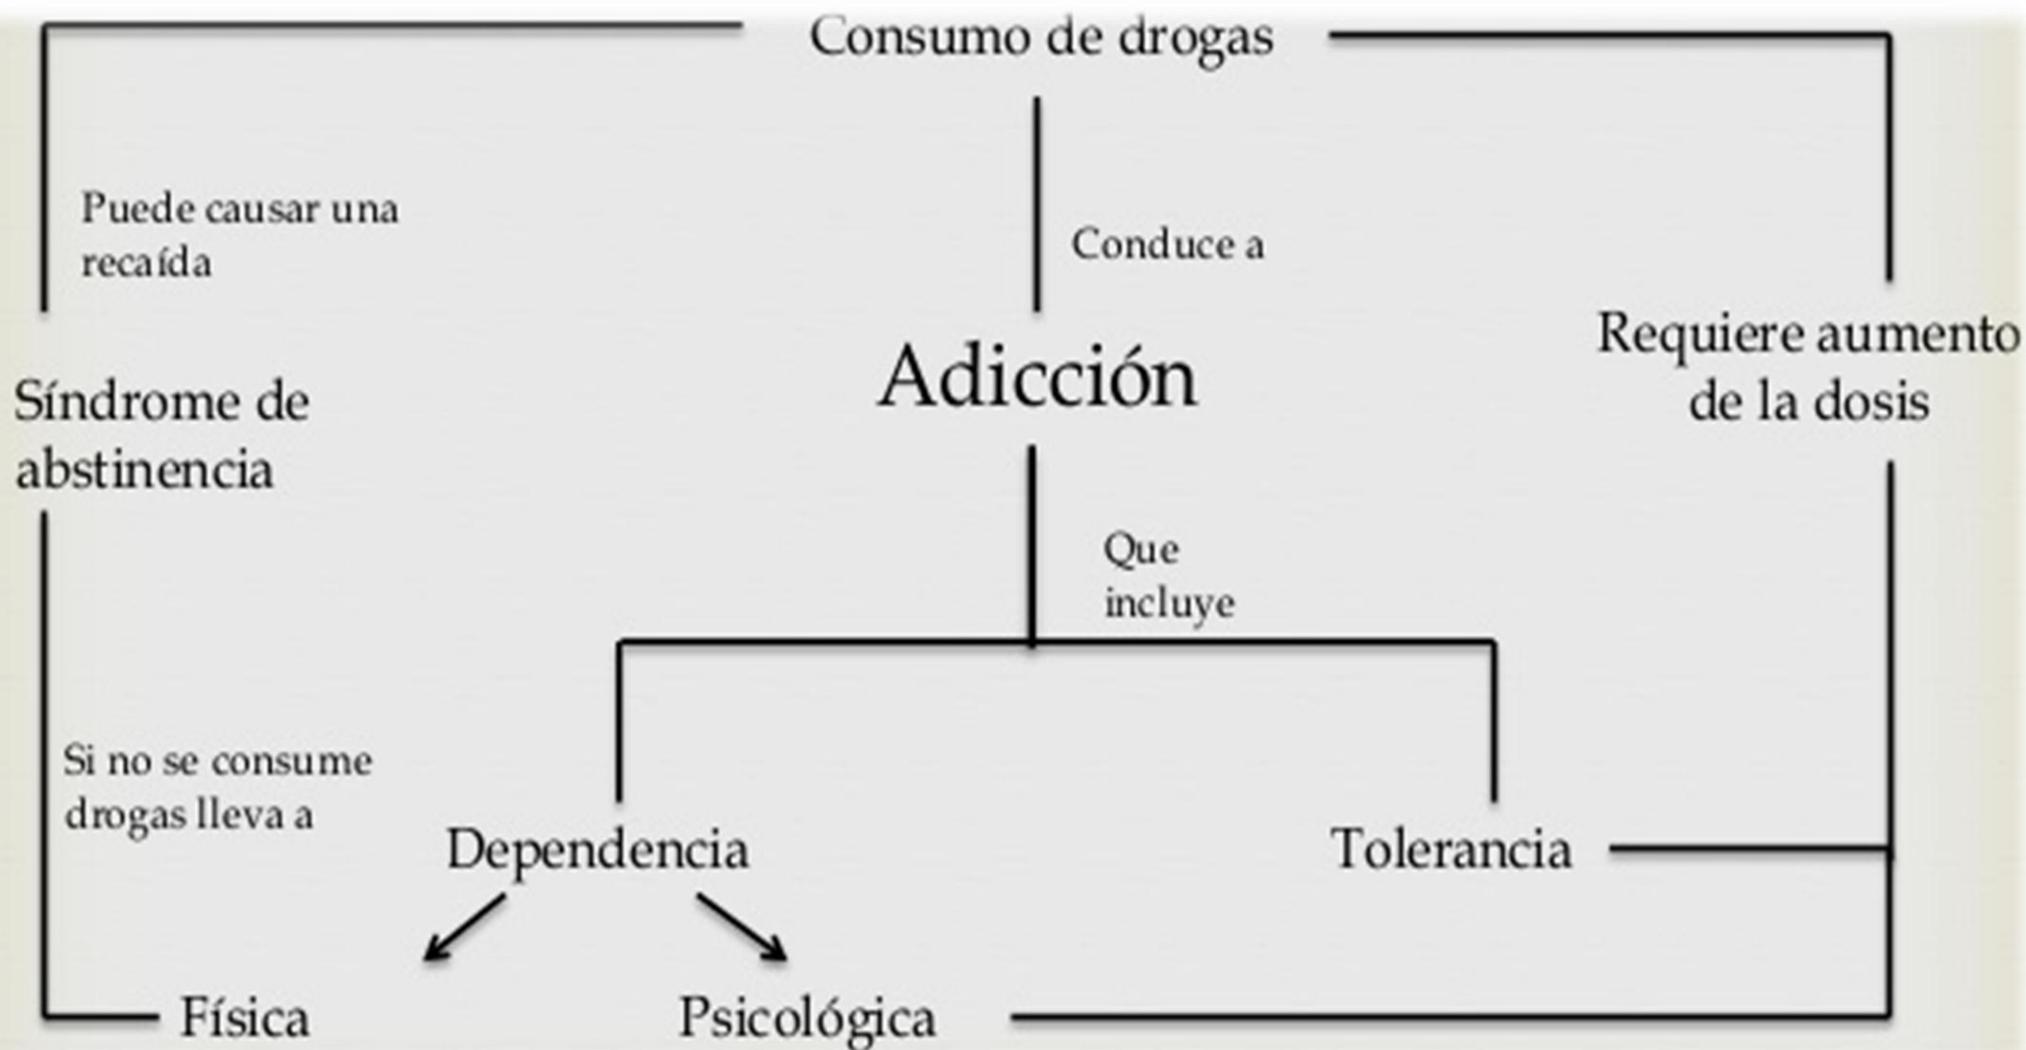 Consumo de drogas
Puede causar una
recaída
Conduce a
Requiere aumento
de la dosis
Adicción
Síndrome de
abstinencia
Que
incluye
Si no se consume
drogas lleva a
Dependencia
Tolerancia
Física
Psicológica